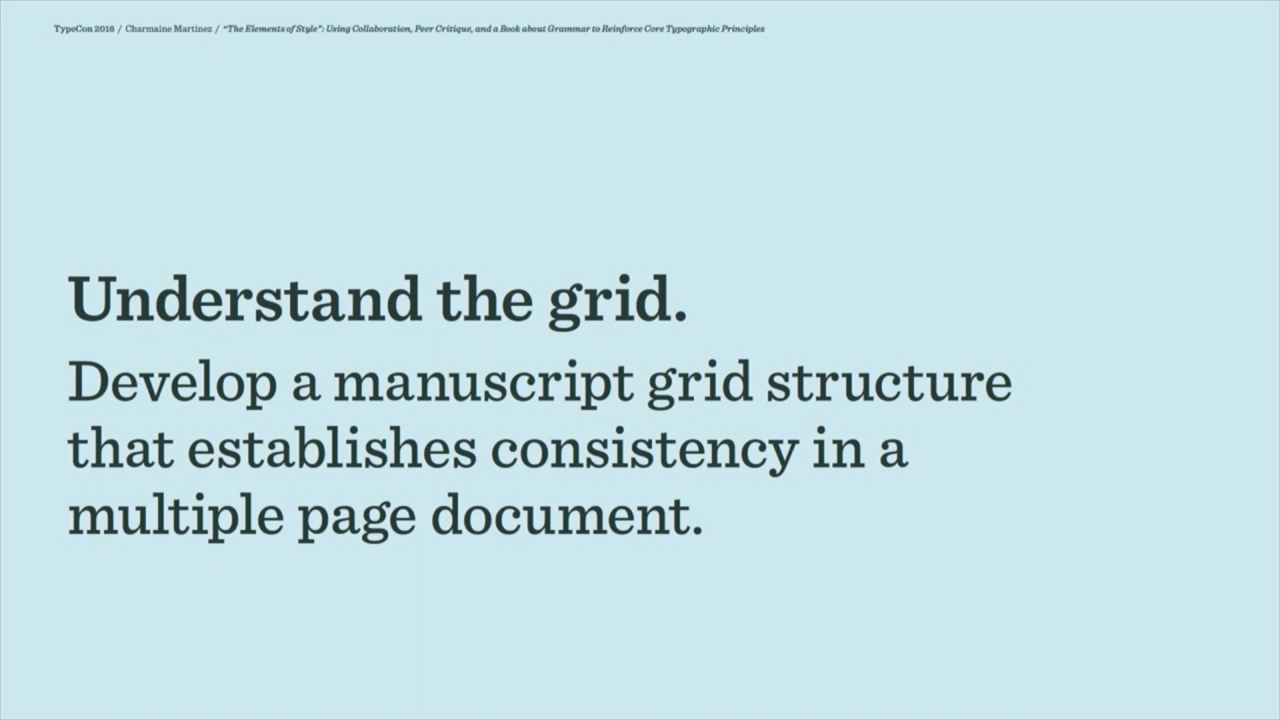 TypeCon 2016 / Charmaine Martinez / “The Elements of Style”: Using Collaboration, Peer Critique, and a Book about Grammar to Reinforce Core Typographic Principles
Understand the grid.
Develop a manuscript grid structure
that establishes consistency in a
multiple page document.